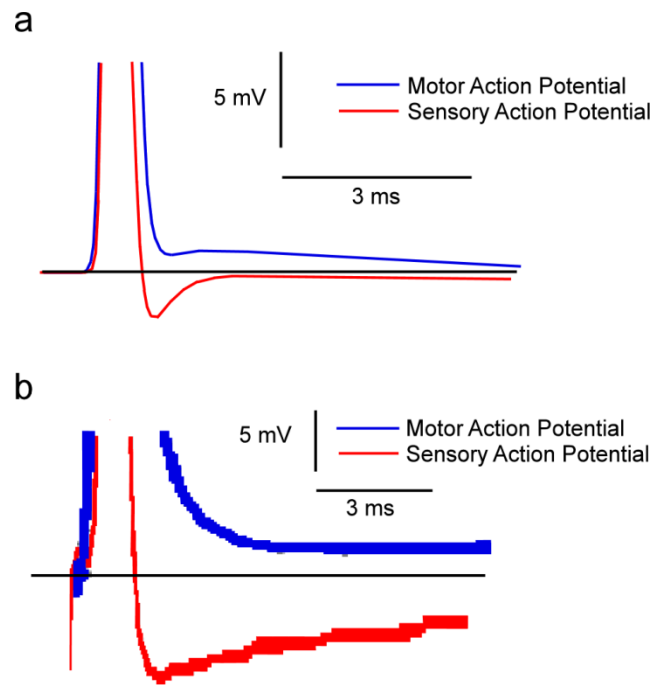 a
5 mV
Motor Action Potential
Sensory Action Potential
3 ms
b
5 mV
Motor Action Potential
Sensory Action Potential
3 ms